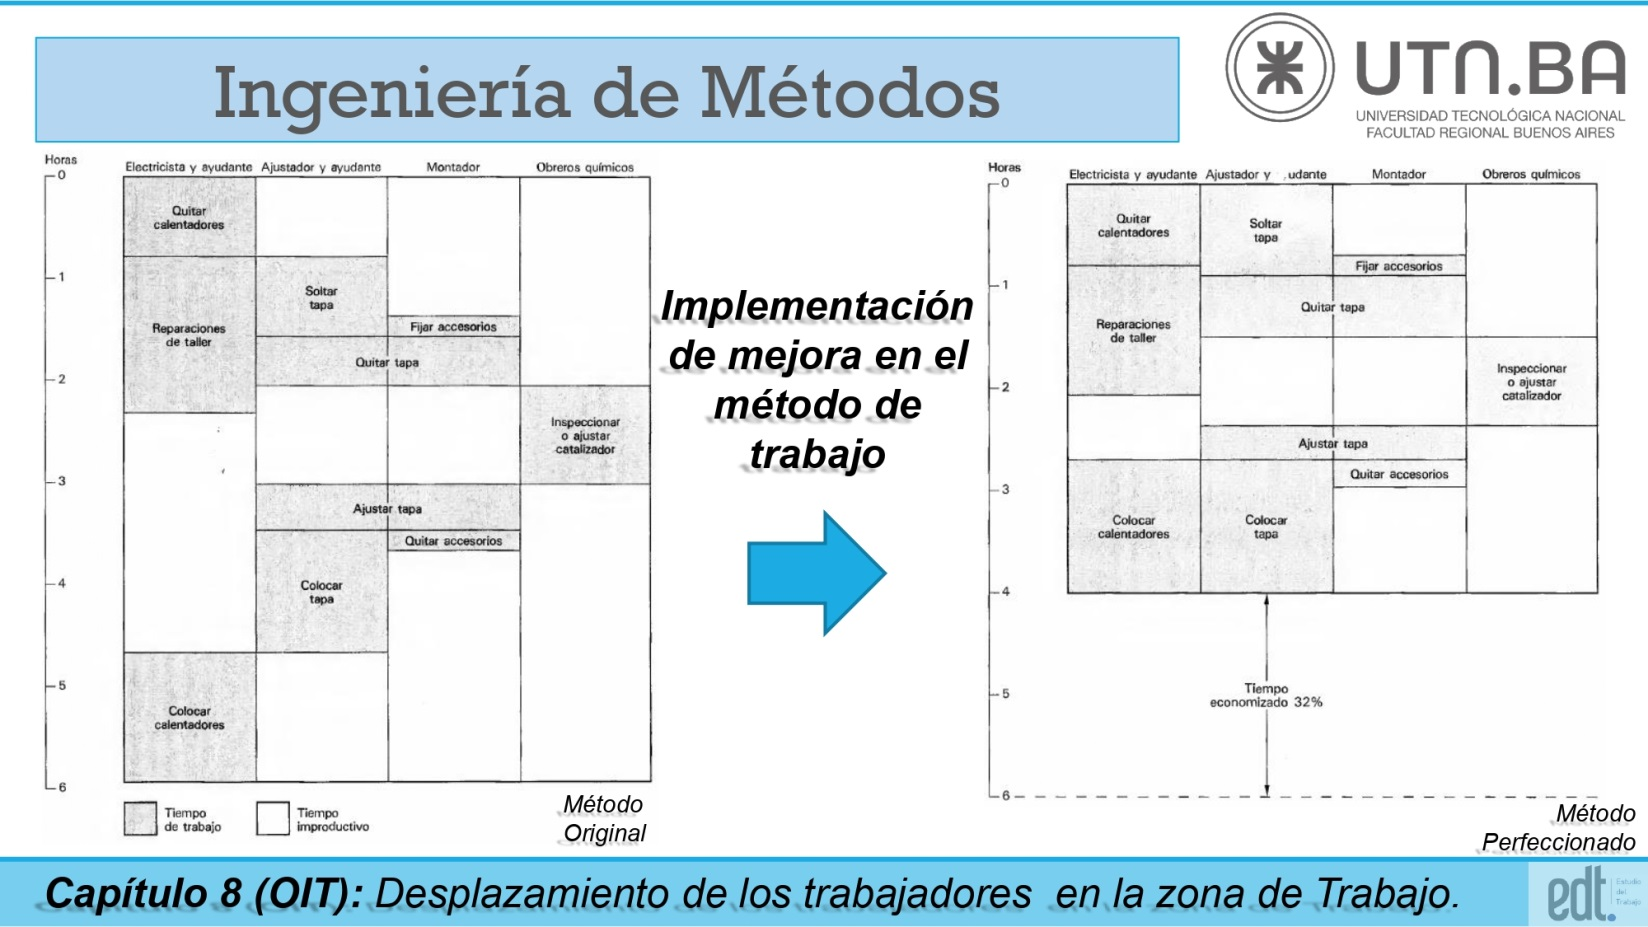 Ingeniería de Métodos
UTN.BA
UNIVERSIDAD TECNOLÓGICA NACIONAL
FACULTAD REGIONAL BUENOS AIRES
Horas
Electricista y ayudante
Ajustador y ayudante
Montador
Obreros químicos
0
1
2
3
4
5
6
Quitar
calentadores
Reparaciones
de taller
Soltar
tapa
Fijar accesorios
Quitar tapa
Inspeccionar
o ajustar
catalizador
Ajustar tapa
Quitar accesorios
Colocar
tapa
Colocar
calentadores
Tiempo
de trabajo
Tiempo
improductivo
Método
Original
Implementación
de mejora en el
método de
trabajo
Horas
Electricista y ayudante
Ajustador y udante
Montador
Obreros químicos
0
1
2
3
4
5
6
Quitar
calentadores
Soltar
tapa
Fijar accesorios
Quitar tapa
Reparaciones
de taller
Inspeccionar
o ajustar
catalizador
Ajustar tapa
Quitar accesorios
Colocar
calentadores
Colocar
tapa
Tiempo
economizado 32%
Método
Perfeccionado
Capítulo 8 (OIT): Desplazamiento de los trabajadores en la zona de Trabajo.
edt.
Estudio
del
Trabajo